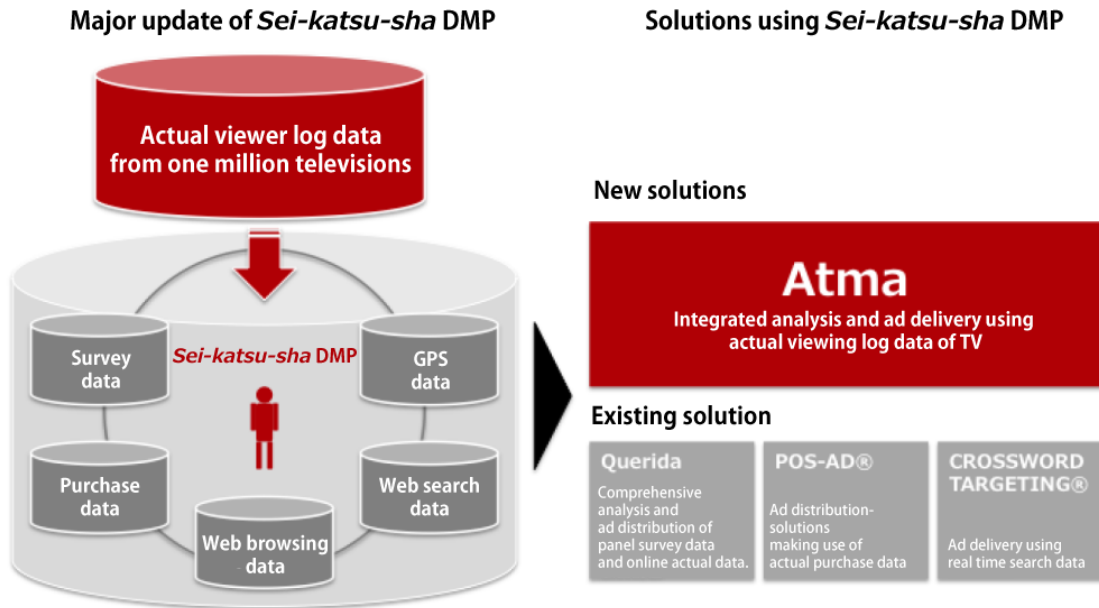 Major update of Sei-katsu-sha DMP
Actual viewer log data
from one million televisions
Sei-katsu-sha DMP
Survey
data
GPS
data
Purchase
data
Web search
data
Web browsing
data
Solutions using Sei-katsu-sha DMP
New solutions
Atma
Integrated analysis and ad delivery using
actual viewing log data of TV
Existing solution
Querida
Comprehensive
analysis and
ad distribution of
panel survey data
and online actual data.
POS-AD®
Ad distribution-
solutions
making use of
actual purchase data
CROSSWORD
TARGETING®
Ad delivery using
real time search data